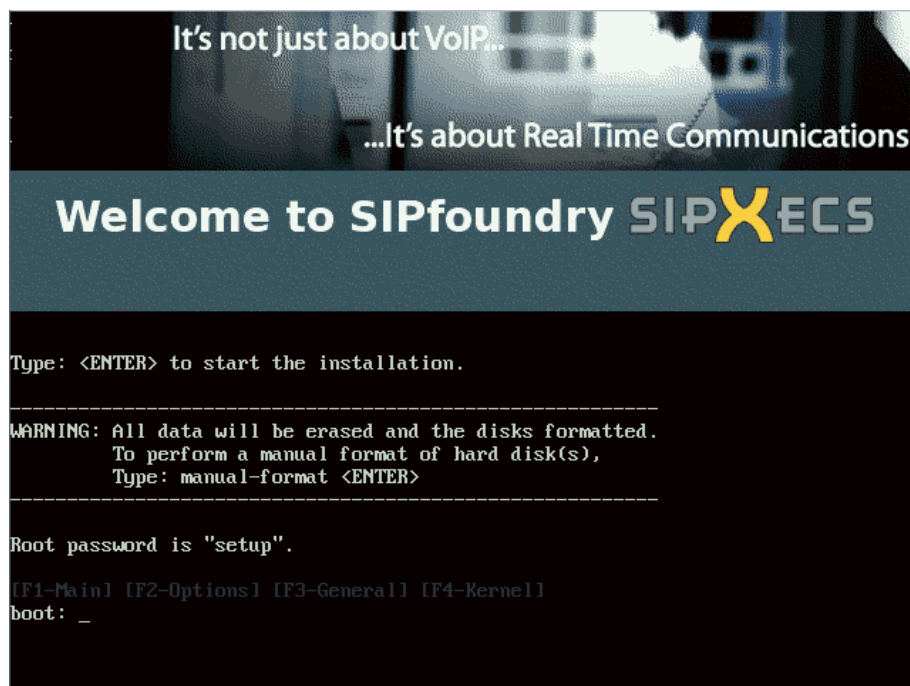 It's not just about VoIP...
...It's about Real Time Communications
Welcome to SIPfoundry SIPXECS
Type: <ENTER> to start the installation.
WARNING: All data will be erased and the disks formatted.
To perform a manual format of hard disk(s),
Type: manual-format <ENTER>
Root password is "setup".
[F1-Main] [F2-Options] [F3-General] [F4-Kernel]
boot: _